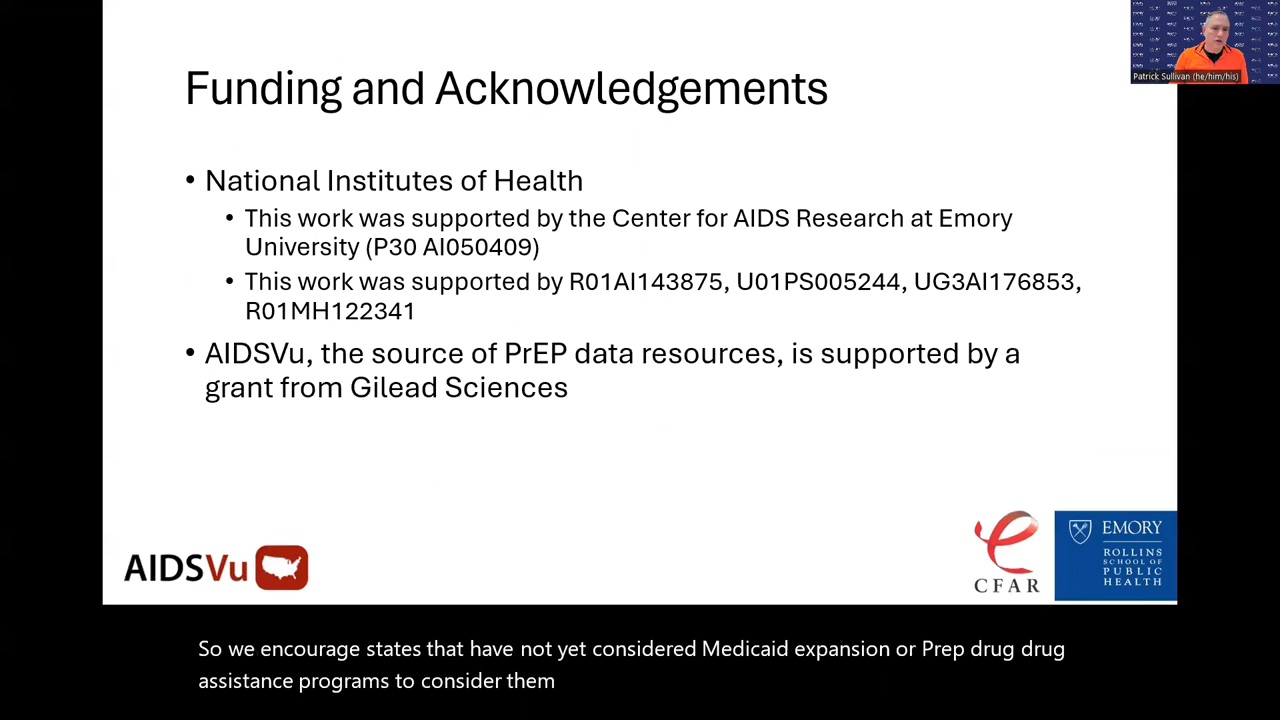 Patrick Sullivan (he/him/his)
Funding and Acknowledgements
• National Institutes of Health
• This work was supported by the Center for AIDS Research at Emory
University (P30 AI050409)
• This work was supported by R01AI143875, U01PS005244, UG3AI176853,
R01MH122341
• AIDSVu, the source of PrEP data resources, is supported by a
grant from Gilead Sciences
AIDSVu
CFAR
EMORY
ROLLINS
SCHOOL OF
PUBLIC
HEALTH
So we encourage states that have not yet considered Medicaid expansion or Prep drug drug
assistance programs to consider them